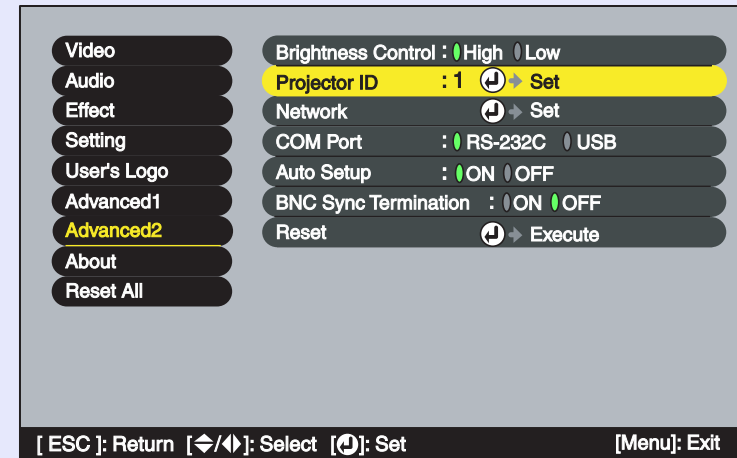 Video
Audio
Effect
Setting
User's Logo
Advanced1
Advanced2
About
Reset All
Brightness Control : High Low
Projector ID : 1 Set
Network Set
COM Port : RS-232C USB
Auto Setup : ON OFF
BNC Sync Termination : ON OFF
Reset Execute
[ ESC ]: Return [ / ]: Select [ ]: Set [Menu]: Exit